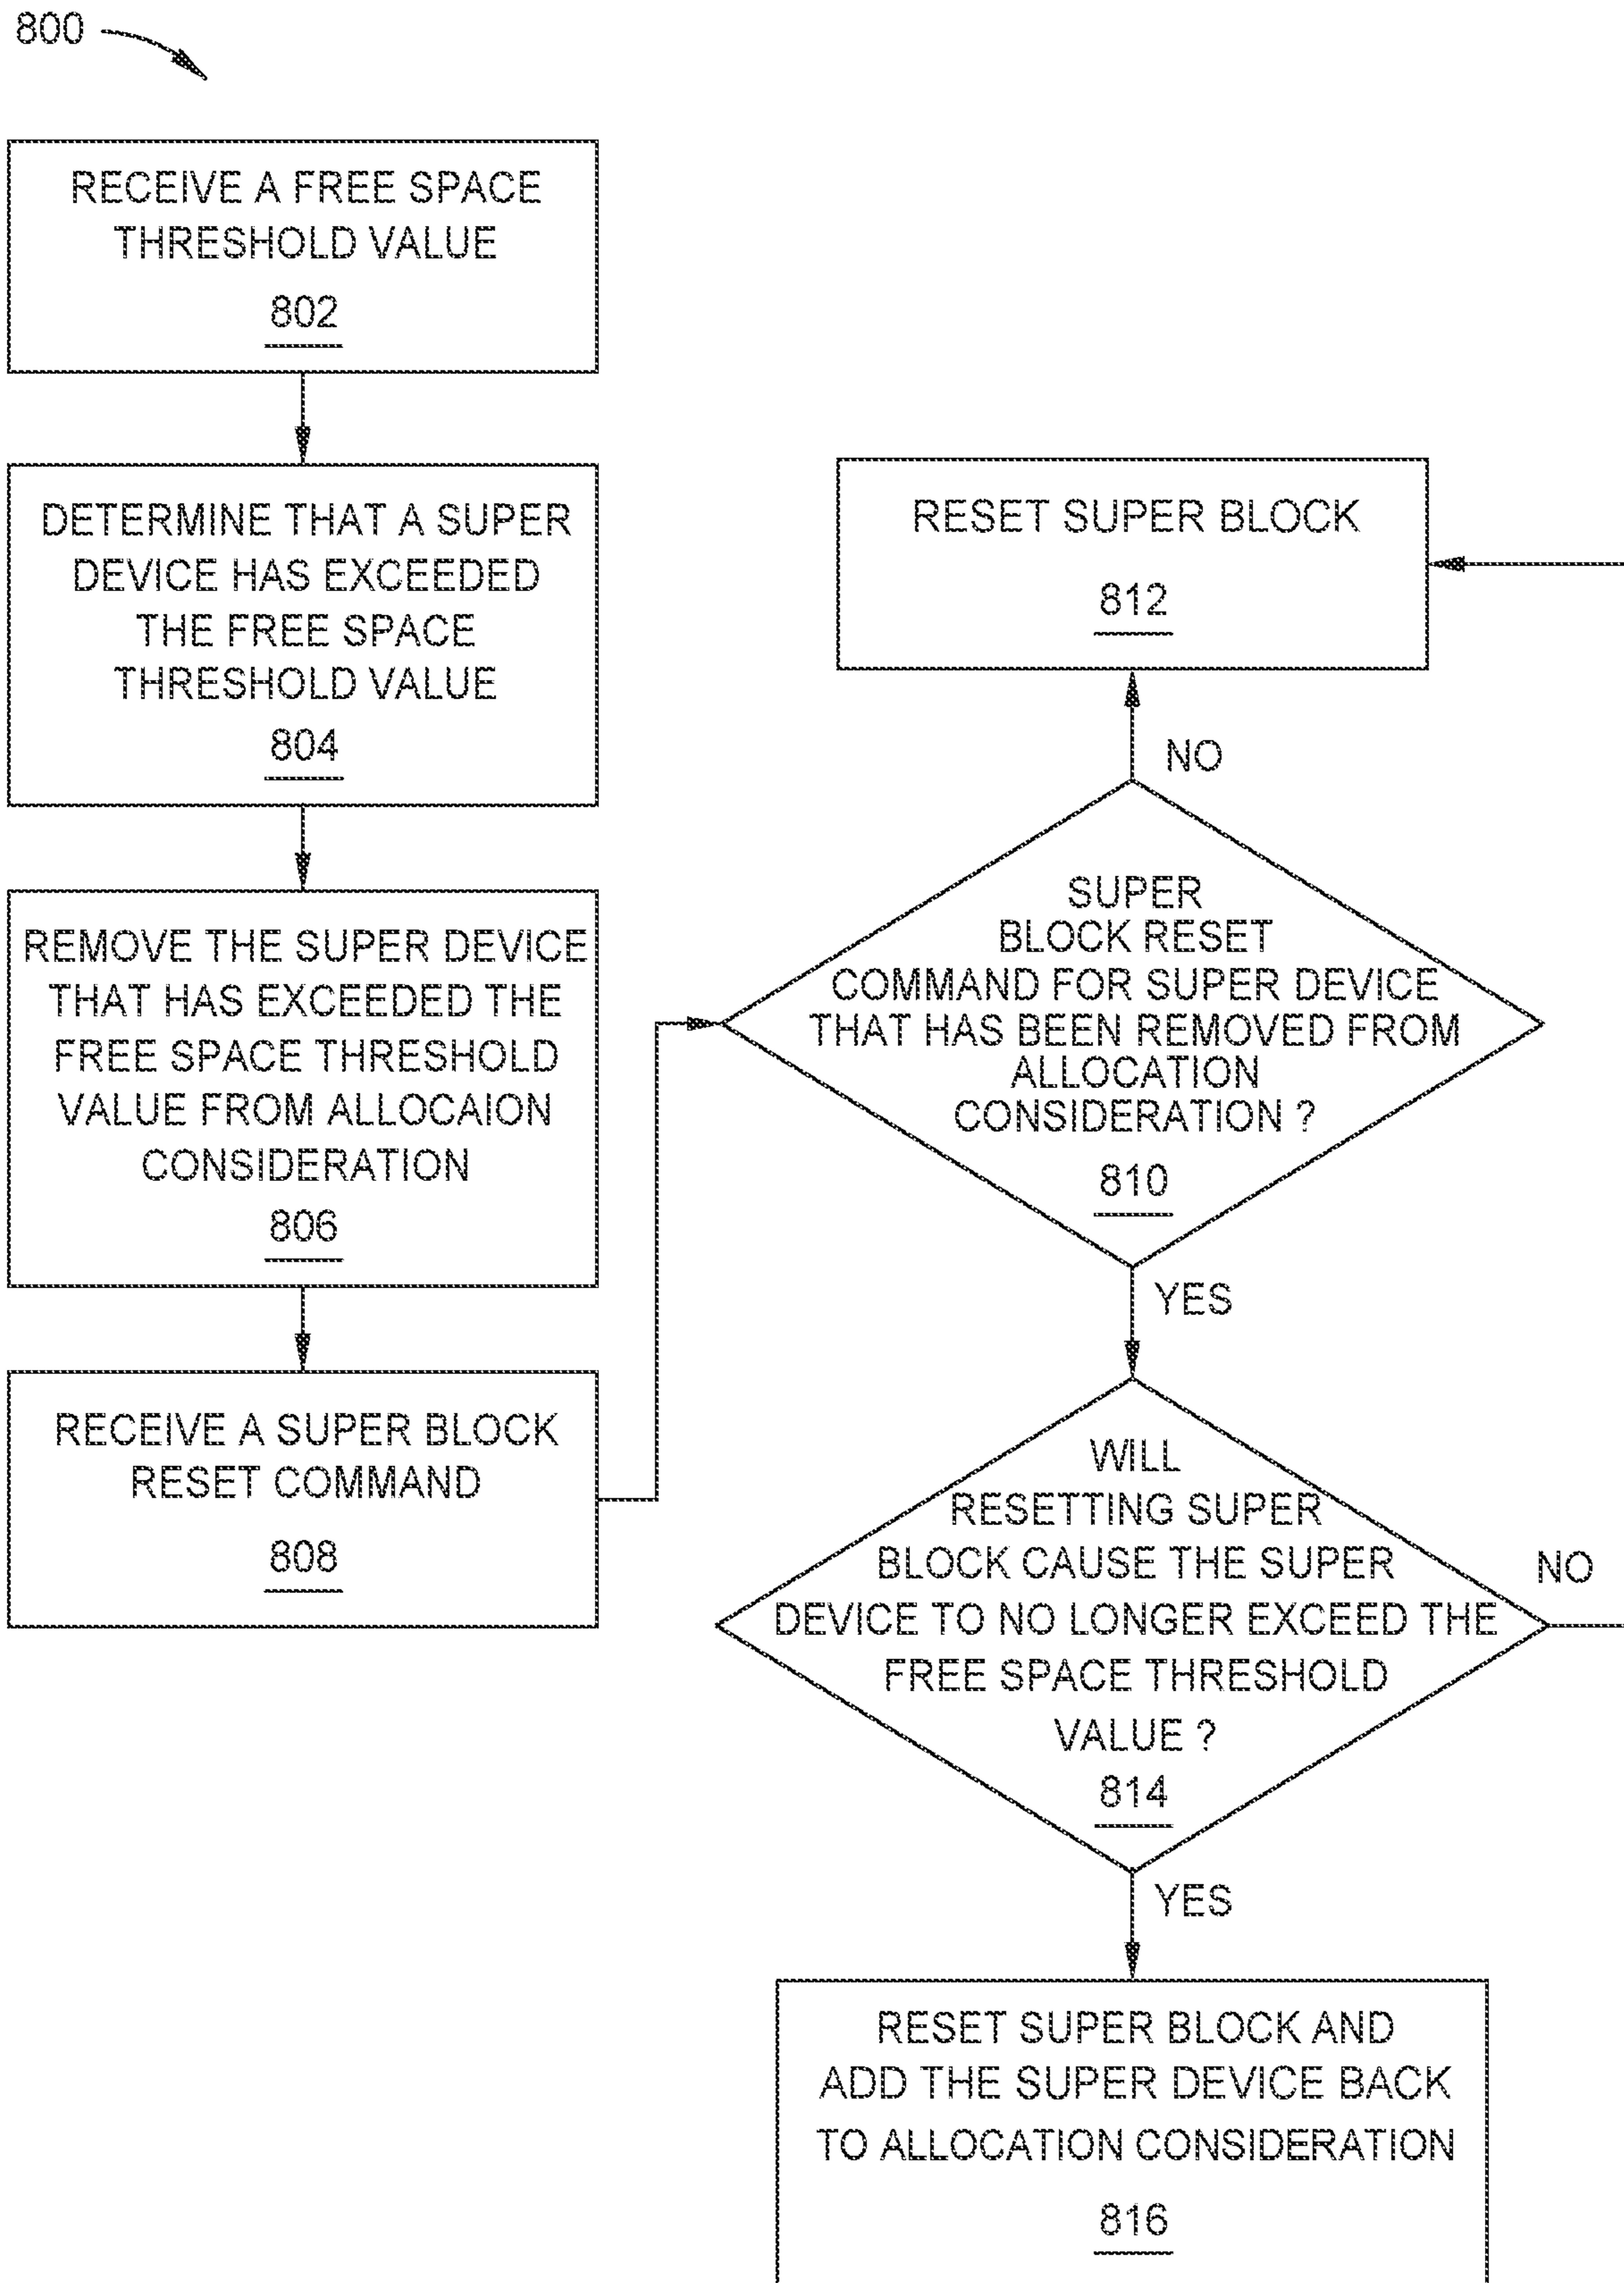 800
RECEIVE A FREE SPACE
THRESHOLD VALUE
802
DETERMINE THAT A SUPER
DEVICE HAS EXCEEDED
THE FREE SPACE
THRESHOLD VALUE
804
REMOVE THE SUPER DEVICE
THAT HAS EXCEEDED THE
FREE SPACE THRESHOLD
VALUE FROM ALLOCAION
CONSIDERATION
806
RECEIVE A SUPER BLOCK
RESET COMMAND
808
RESET SUPER BLOCK
812
NO
SUPER
BLOCK RESET
COMMAND FOR SUPER DEVICE
THAT HAS BEEN REMOVED FROM
ALLOCATION
CONSIDERATION ?
810
YES
WILL
RESETTING SUPER
BLOCK CAUSE THE SUPER
DEVICE TO NO LONGER EXCEED THE
FREE SPACE THRESHOLD
VALUE ?
814
NO
YES
RESET SUPER BLOCK AND
ADD THE SUPER DEVICE BACK
TO ALLOCATION CONSIDERATION
816